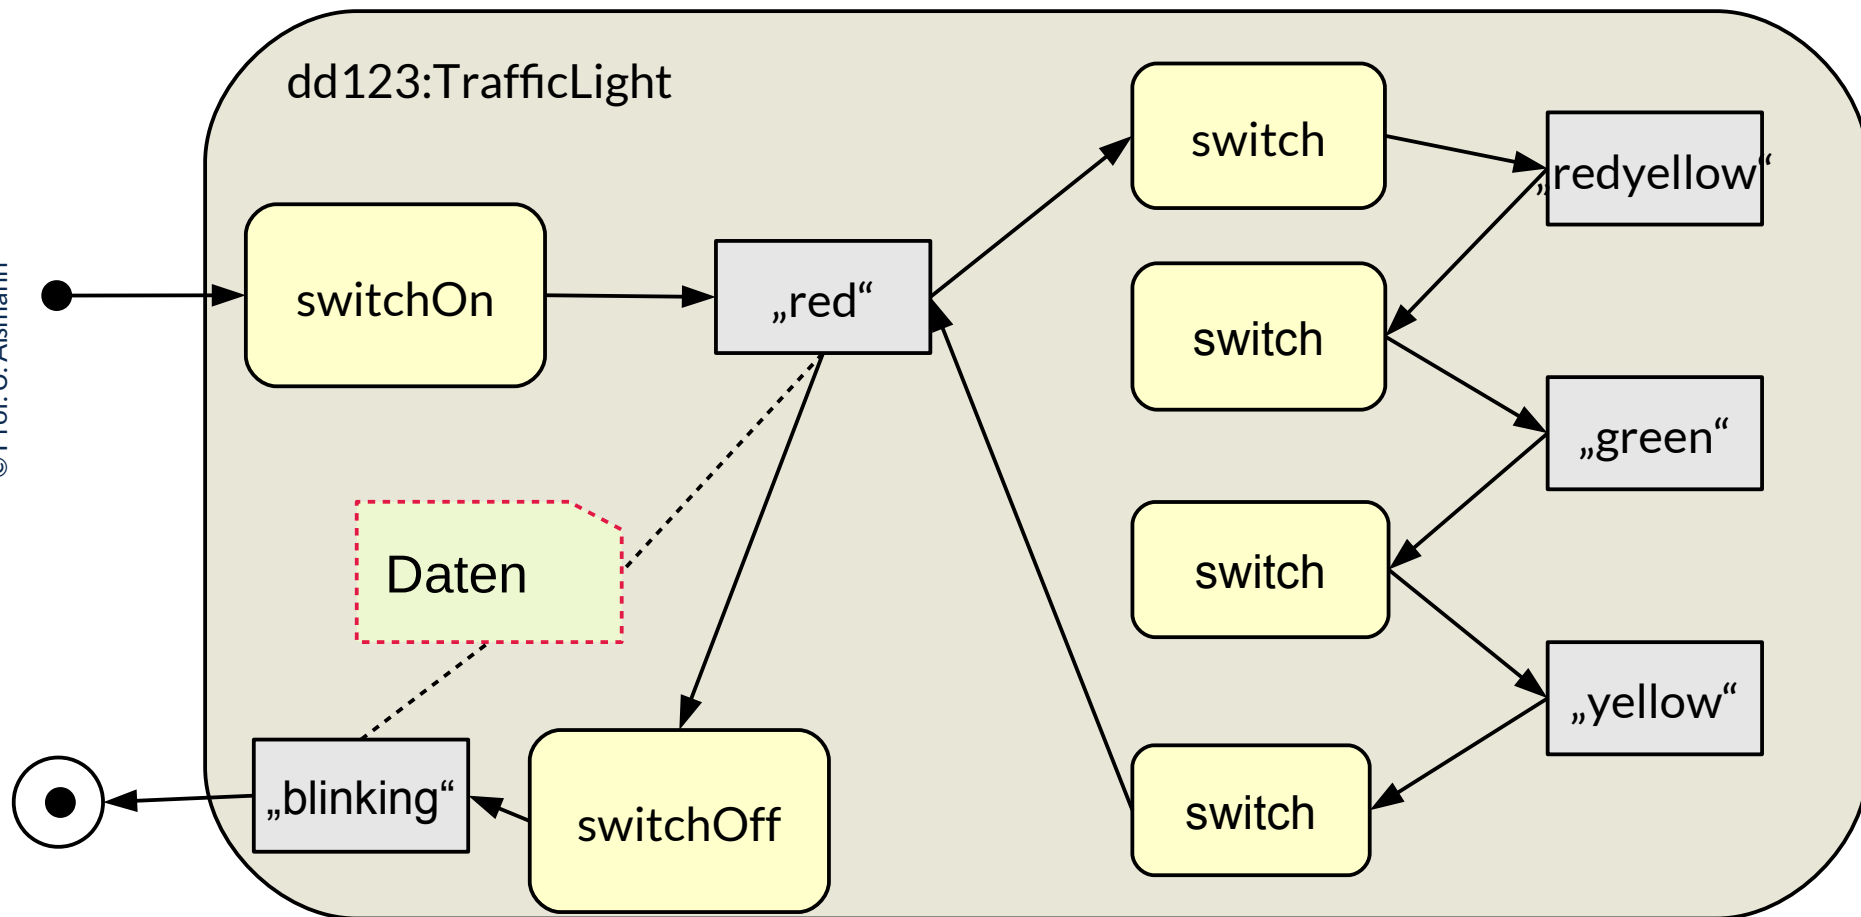 dd123:TrafficLight
switch
„redyellow“
switchOn
„red“
switch
„green“
Daten
switch
„yellow“
„blinking“
switchOff
switch